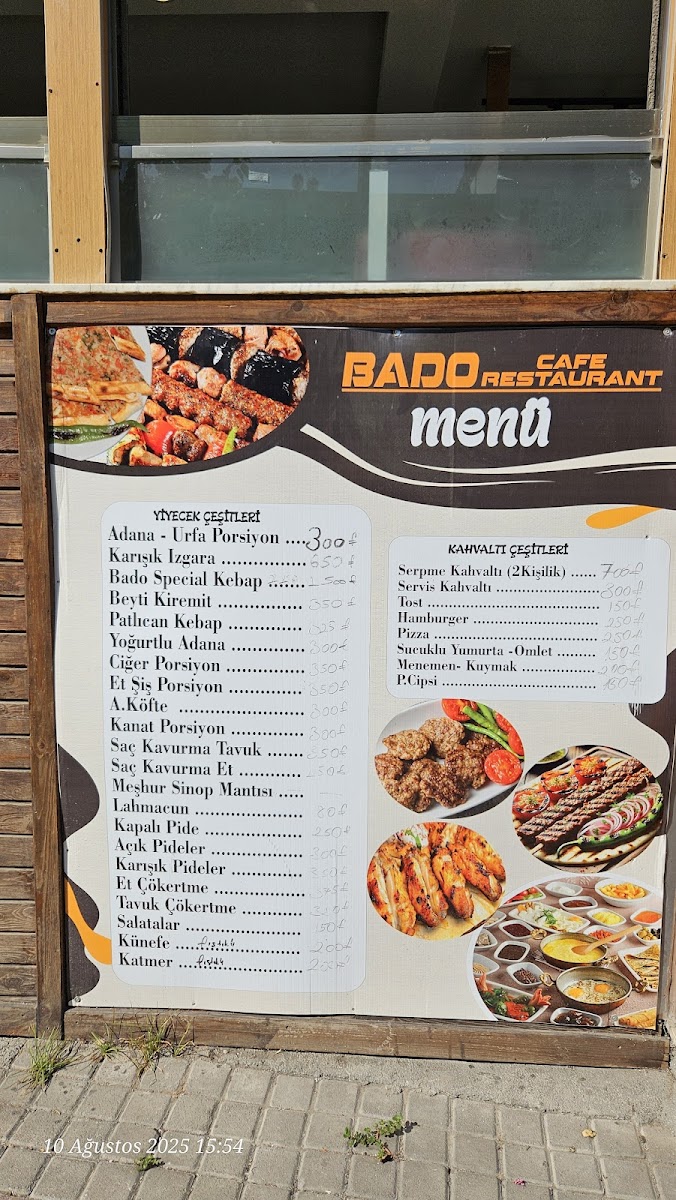 BADO CAFE
RESTAURANT
menü
YİYECEK ÇEŞİTLERİ
Adana - Urfa Porsiyon .... 300₺
Karışık Izgara .................. 650₺
Bado Special Kebap ....... 1500₺
Beyti Kiremit ................... 350₺
Patlıcan Kebap ................ 325₺
Yoğurtlu Adana ................ 300₺
Ciğer Porsiyon ................. 350₺
Et Şiş Porsiyon ................ 350₺
A.Köfte ............................ 300₺
Kanat Porsiyon ................ 300₺
Saç Kavurma Tavuk .......
Saç Kavurma Et ..............
Meşhur Sinop Mantısı .....
Lahmacun ....................... 80₺
Kapalı Pide ..................... 250₺
Açık Pideler .................... 300₺
Karışık Pideler ................ 350₺
Et Çökertme ....................
Tavuk Çökertme ..............
Salatalar .........................
Künefe ............................. 200₺
Katmer ............................. 200₺
KAHVALTI ÇEŞİTLERİ
Serpme Kahvaltı (2Kişilik) ...... 700₺
Servis Kahvaltı ..........................
Tost ........................................... 150₺
Hamburger ................................ 250₺
Pizza .......................................... 250₺
Sucuklu Yumurta -Omlet ......... 150₺
Menemen- Kuymak ..................
P.Cipsi ....................................... 150₺
10 Ağustos 2025 15:54